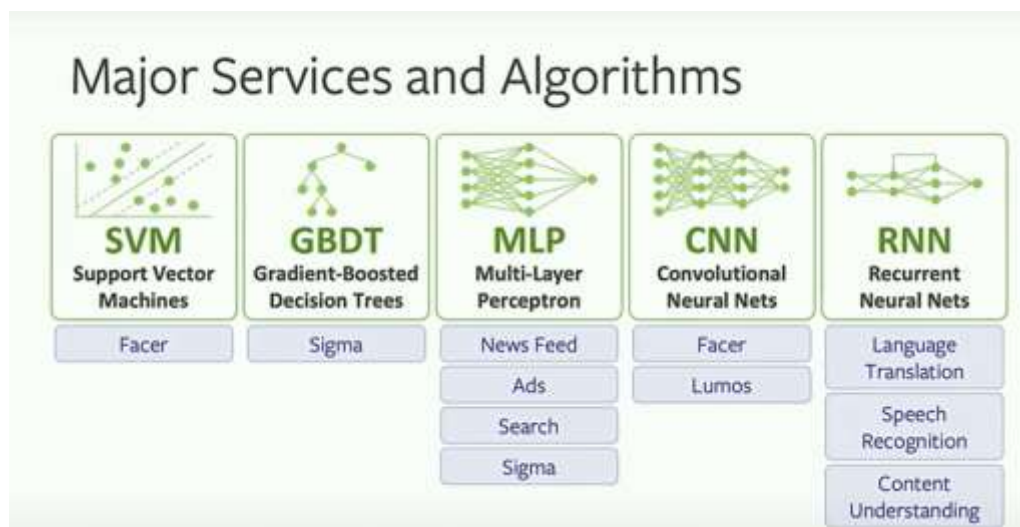 Major Services and Algorithms
SVM
Support Vector
Machines
Facer
GBDT
Gradient-Boosted
Decision Trees
Sigma
MLP
Multi-Layer
Perceptron
News Feed
Ads
Search
Sigma
CNN
Convolutional
Neural Nets
Facer
Lumos
RNN
Recurrent
Neural Nets
Language
Translation
Speech
Recognition
Content
Understanding